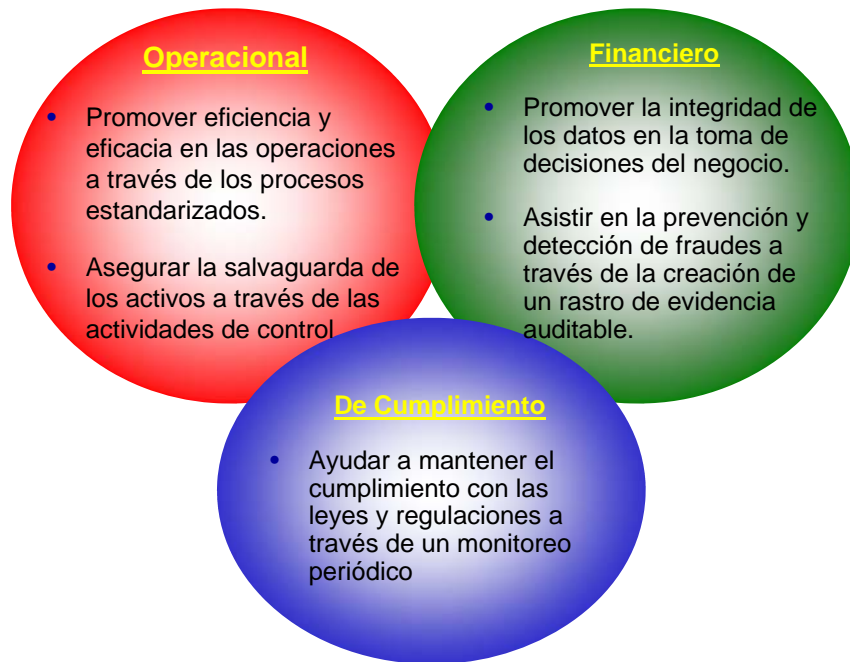 Operacional
• Promover eficiencia y
eficacia en las operaciones
a través de los procesos
estandarizados.
• Asegurar la salvaguarda de
los activos a través de las
actividades de control
Financiero
• Promover la integridad de
los datos en la toma de
decisiones del negocio.
• Asistir en la prevención y
detección de fraudes a
través de la creación de
un rastro de evidencia
auditable.
De Cumplimiento
• Ayudar a mantener el
cumplimiento con las
leyes y regulaciones a
través de un monitoreo
periódico